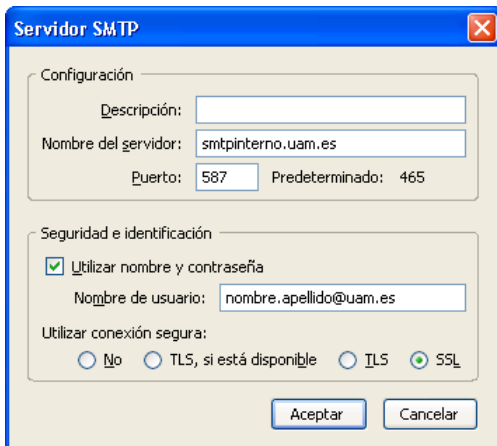 Servidor SMTP
Configuración
Descripción:
Nombre del servidor: smtpinterno.uam.es
Puerto: 587 Predeterminado: 465
Seguridad e identificación
Utilizar nombre y contraseña
Nombre de usuario: nombre.apellido@uam.es
Utilizar conexión segura:
No TLS, si está disponible TLS SSL
Aceptar Cancelar